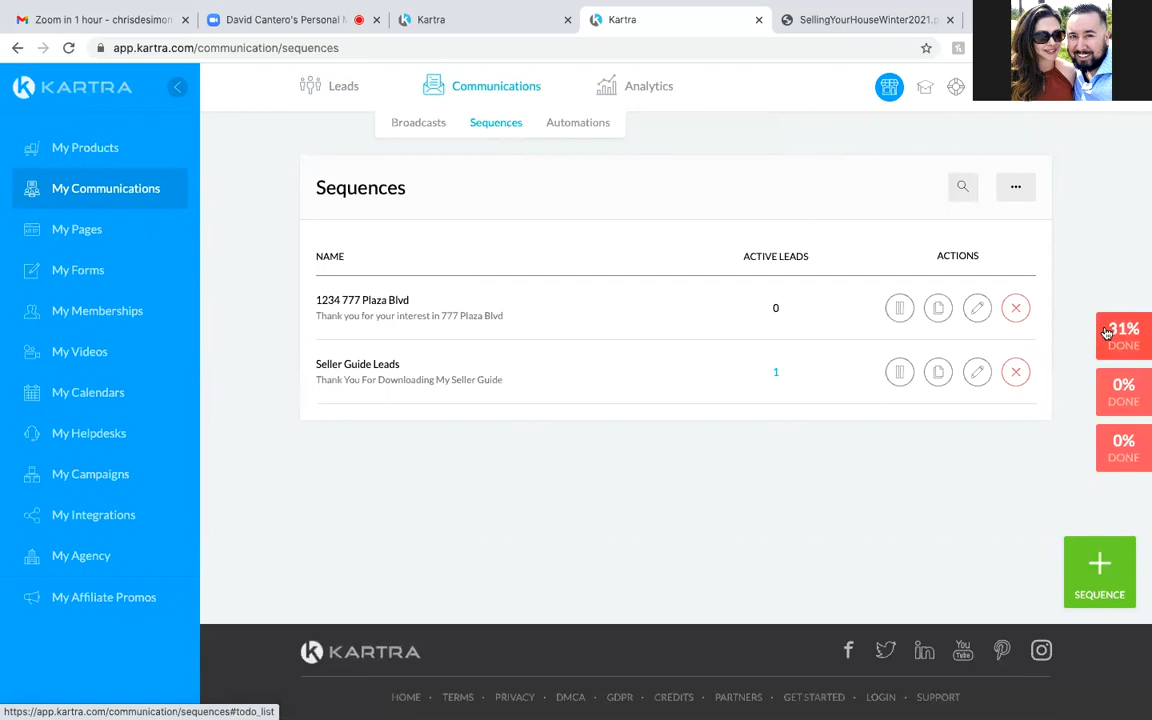 Zoom in 1 hour - chrisdesimon
David Cantero's Personal
Kartra
Kartra
SellingYourHouseWinter2021.p
app.kartra.com/communication/sequences
KARTRA
Leads
Communications
Analytics
Broadcasts
Sequences
Automations
My Products
My Communications
My Pages
My Forms
My Memberships
My Videos
My Calendars
My Helpdesks
My Campaigns
My Integrations
My Agency
My Affiliate Promos
Sequences
NAME
ACTIVE LEADS
ACTIONS
1234 777 Plaza Blvd
Thank you for your interest in 777 Plaza Blvd
0
Seller Guide Leads
Thank You For Downloading My Seller Guide
1
31%
DONE
0%
DONE
0%
DONE
+
SEQUENCE
KARTRA
You
Tube
HOME · TERMS · PRIVACY · DMCA · GDPR · CREDITS · PARTNERS · GET STARTED · LOGIN · SUPPORT
https://app.kartra.com/communication/sequences#todo_list